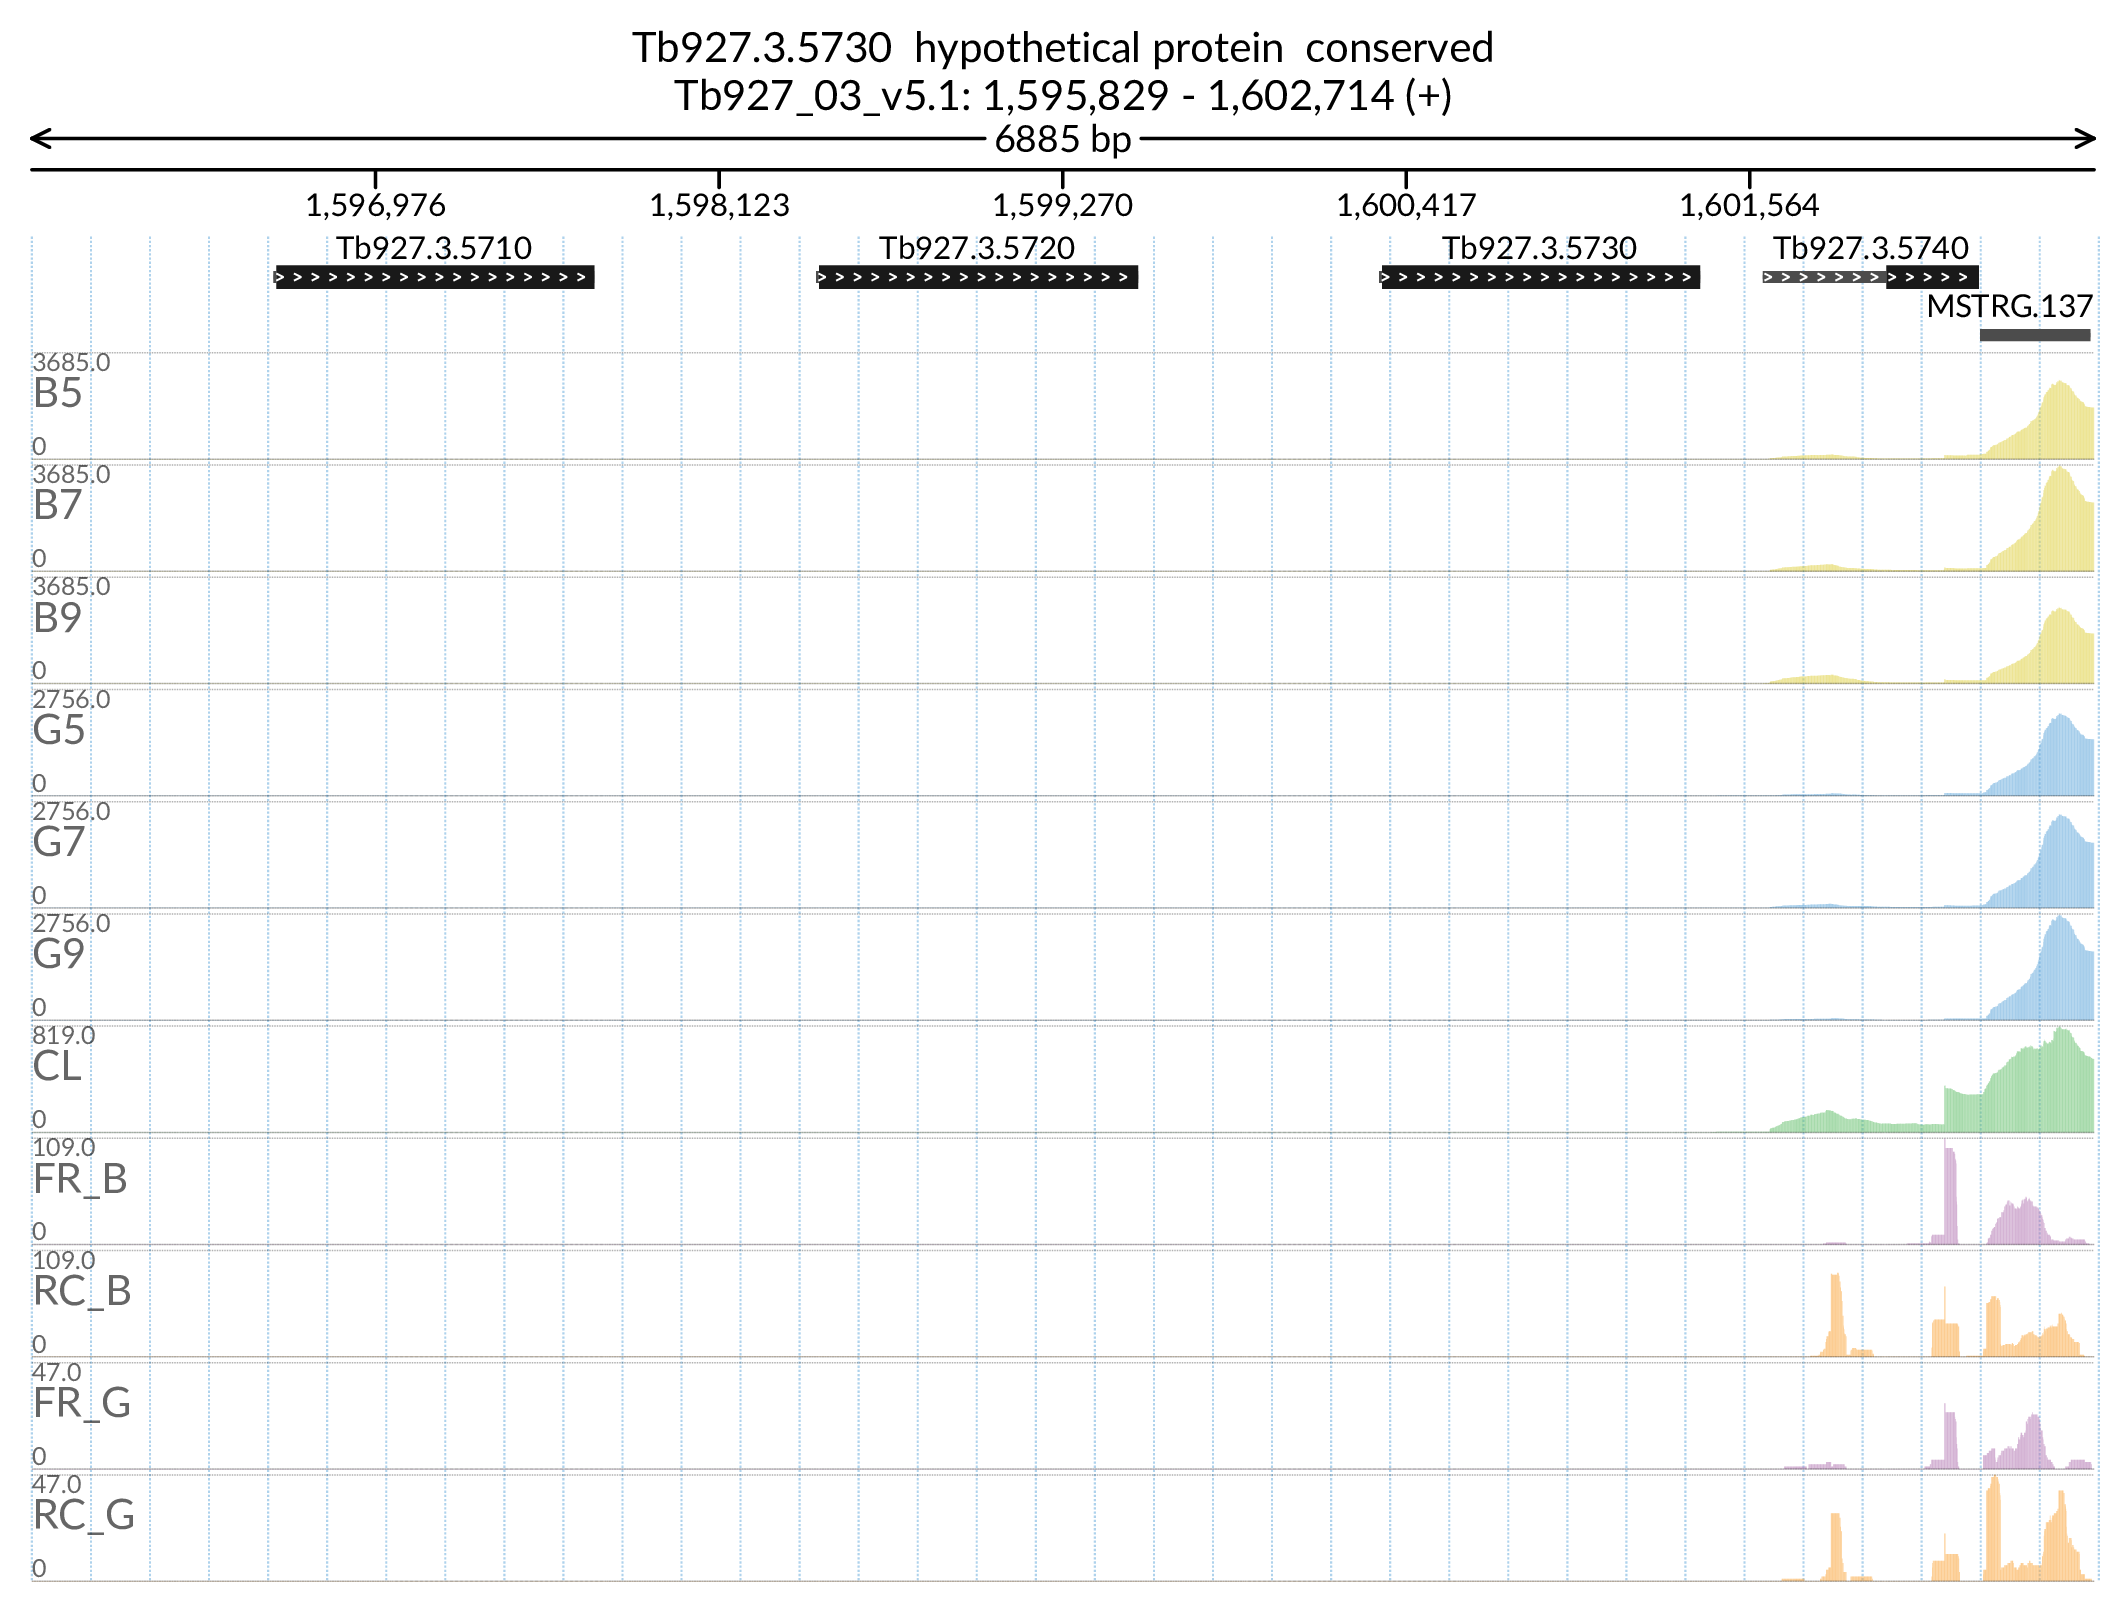 Tb927.3.5730  hypothetical protein  conserved
Tb927_03_v5.1: 1,595,829 - 1,602,714 (+)
6885 bp
1,596,976 1,598,123 1,599,270 1,600,417 1,601,564
Tb927.3.5710 Tb927.3.5720 Tb927.3.5730 Tb927.3.5740
MSTRG.137
3685.0
B5
0
3685.0
B7
0
3685.0
B9
0
2756.0
G5
0
2756.0
G7
0
2756.0
G9
0
819.0
CL
0
109.0
FR_B
0
109.0
RC_B
0
47.0
FR_G
0
47.0
RC_G
0